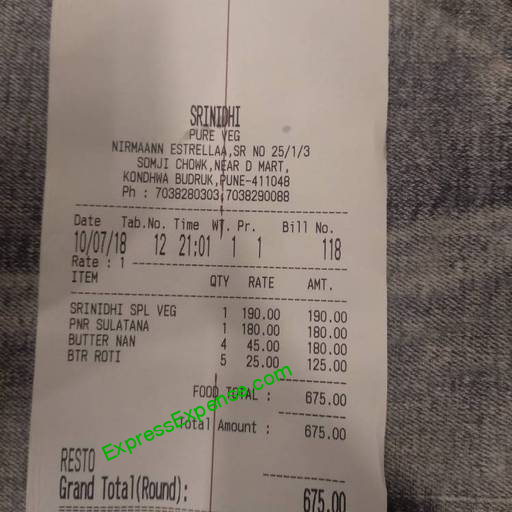 SRINIDHI
PURE VEG
NIRMAANN ESTRELLAA,SR NO 25/1/3
SOMJI CHOWK,NEAR D MART,
KONDHWA BUDRUK,PUNE-411048
Ph : 7038280303,7038290088
Date Tab.No. Time WT. Pr. Bill No.
10/07/18 12 21:01 1 1 118
Rate : 1
ITEM QTY RATE AMT.
SRINIDHI SPL VEG 1 190.00 190.00
PNR SULATANA 1 180.00 180.00
BUTTER NAN 4 45.00 180.00
BTR ROTI 5 25.00 125.00
FOOD TOTAL : 675.00
Total Amount : 675.00
ExpressExpence.com
RESTO
Grand Total(Round): 675.00